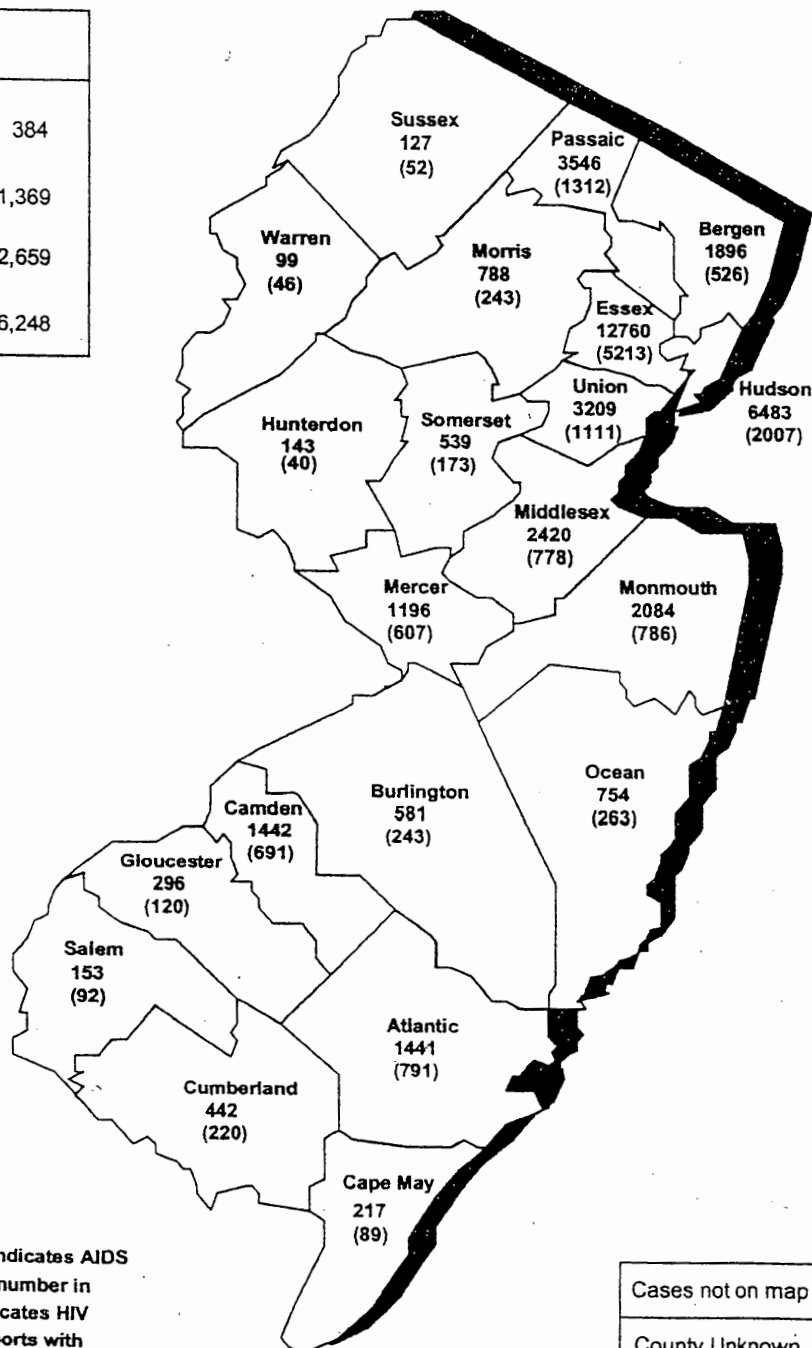 384
1,369
2,659
6,248
Sussex
127
(52)
Passaic
3546
(1312)
Bergen
1896
(526)
Warren
99
(46)
Morris
788
(243)
Essex
12760
(5213)
Hudson
6483
(2007)
Union
3209
(1111)
Hunterdon
143
(40)
Somerset
539
(173)
Middlesex
2420
(778)
Mercer
1196
(607)
Monmouth
2084
(786)
Ocean
754
(263)
Burlington
581
(243)
Camden
1442
(691)
Gloucester
296
(120)
Salem
153
(92)
Atlantic
1441
(791)
Cumberland
442
(220)
Cape May
217
(89)
ndicates AIDS
number in
icates HIV
orts with
Cases not on map
County Unknown